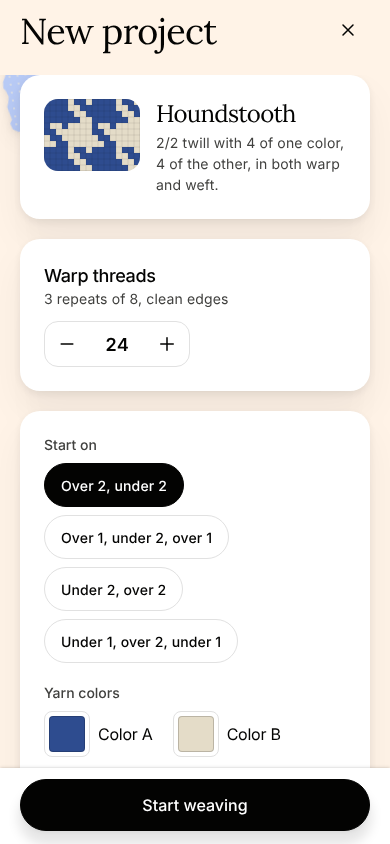 New project
Houndstooth
2/2 twill with 4 of one color,
4 of the other, in both warp
and weft.
Warp threads
3 repeats of 8, clean edges
24
Start on
Over 2, under 2
Over 1, under 2, over 1
Under 2, over 2
Under 1, over 2, under 1
Yarn colors
Color A Color B
Start weaving